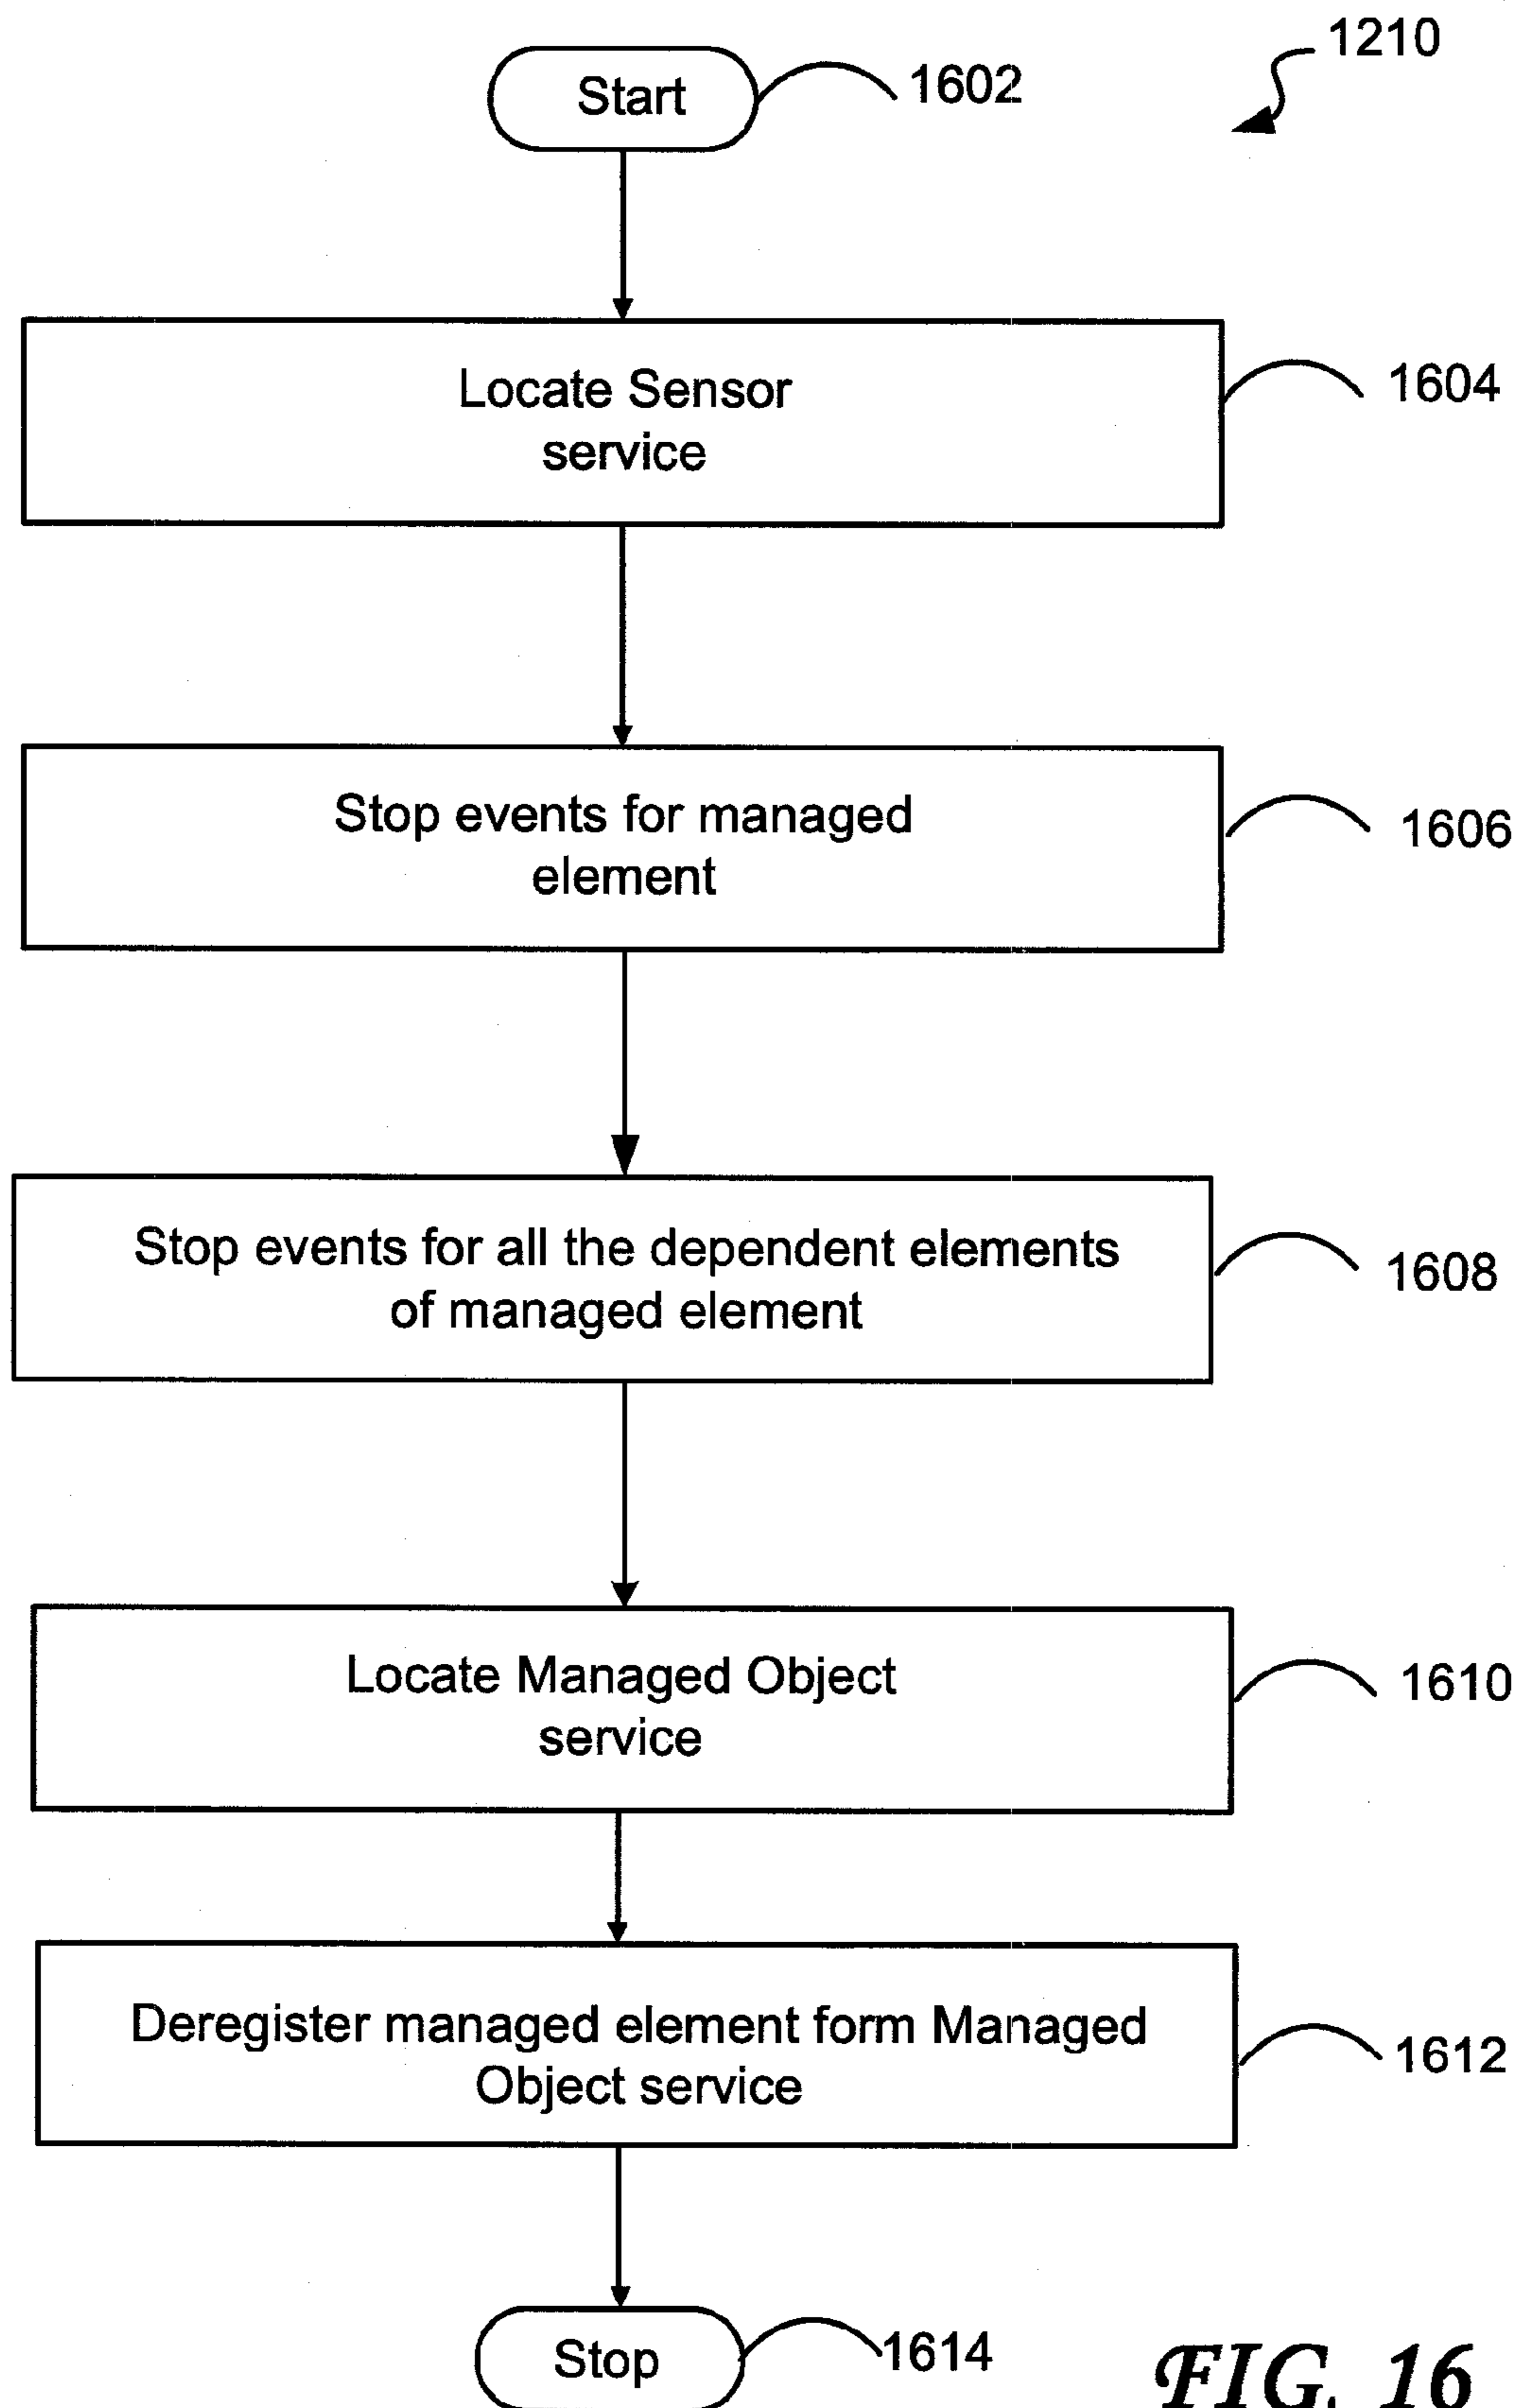 1210
Start
1602
Locate Sensor
service
1604
Stop events for managed
element
1606
Stop events for all the dependent elements
of managed element
1608
Locate Managed Object
service
1610
Deregister managed element form Managed
Object service
1612
Stop
1614
FIG. 16